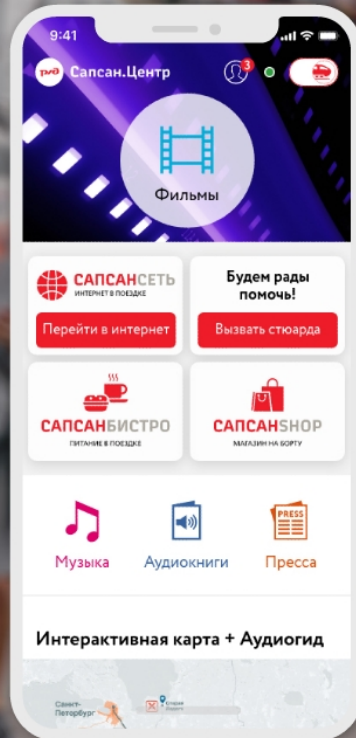 9:41
РЖД Сапсан.Центр 3
Фильмы
САПСАНСЕТЬ
ИНТЕРНЕТ В ПОЕЗДКЕ
Перейти в интернет
Будем рады
помочь!
Вызвать стюарда
САПСАНБИСТРО
ПИТАНИЕ В ПОЕЗДКЕ
САПСАНSHOP
МАГАЗИН НА БОРТУ
Музыка
Аудиокниги
PRESS
Пресса
Интерактивная карта + Аудиогид
Санкт-
Петербург